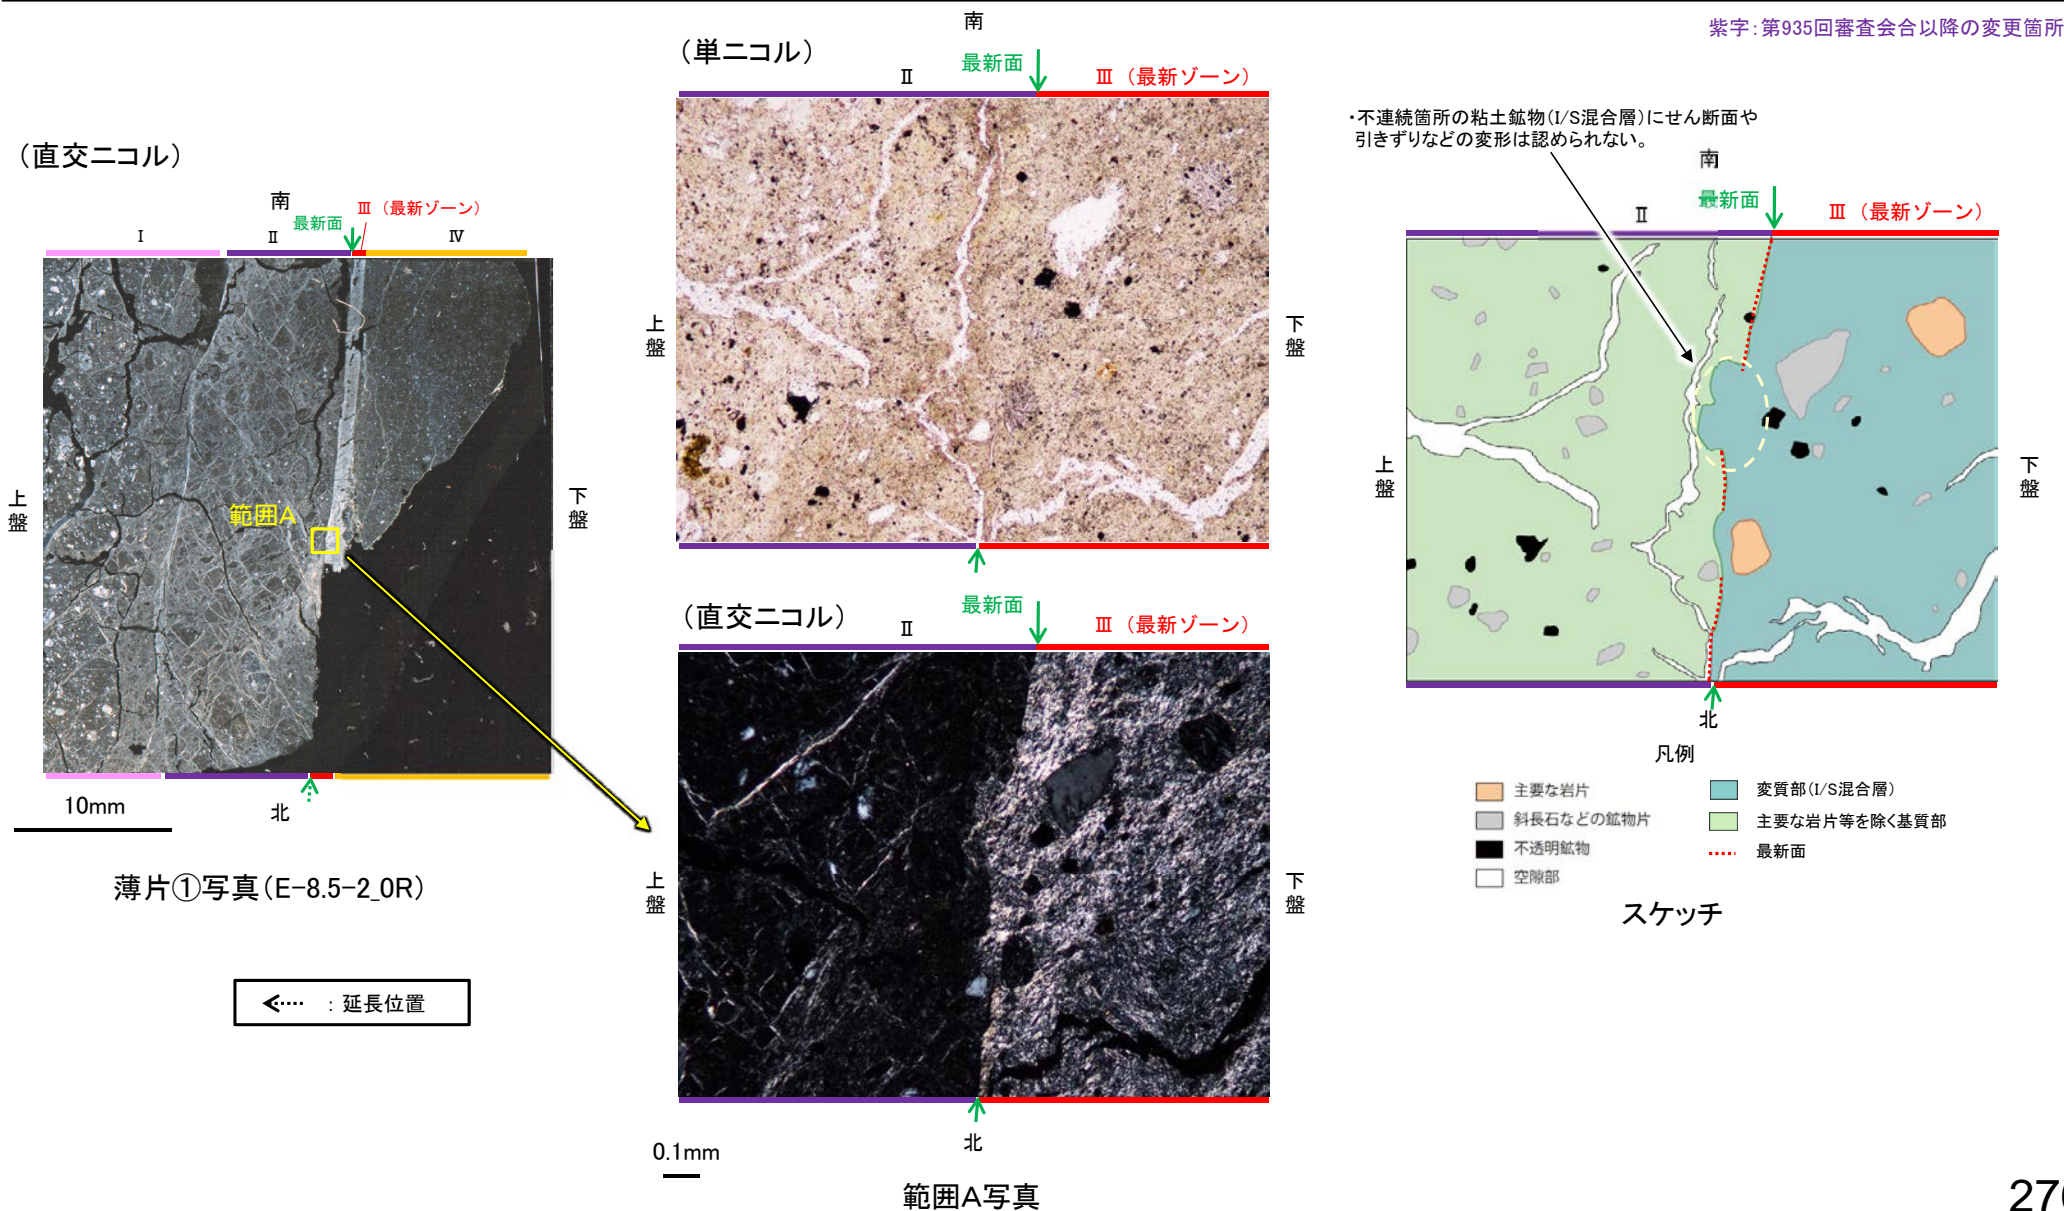 紫字：第935回審査会合以降の変更箇所
（直交ニコル）
南
最新面
Ⅲ （最新ゾーン）
Ⅰ
Ⅱ
Ⅳ
上盤
下盤
範囲A
10mm
北
薄片①写真(E-8.5-2_0R)
：延長位置
南
（単ニコル）
最新面
Ⅱ
Ⅲ （最新ゾーン）
上盤
下盤
（直交ニコル）
最新面
Ⅱ
Ⅲ （最新ゾーン）
上盤
下盤
北
0.1mm
範囲A写真
・不連続箇所の粘土鉱物(I/S混合層)にせん断面や
引きずりなどの変形は認められない。
南
最新面
Ⅱ
Ⅲ （最新ゾーン）
上盤
下盤
北
凡例
主要な岩片
斜長石などの鉱物片
不透明鉱物
空隙部
変質部(I/S混合層)
主要な岩片等を除く基質部
最新面
スケッチ